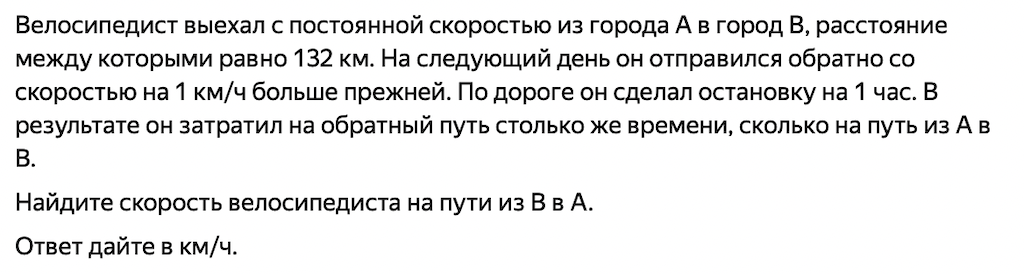 Велосипедист выехал с постоянной скоростью из города А в город В, расстояние
между которыми равно 132 км. На следующий день он отправился обратно со
скоростью на 1 км/ч больше прежней. По дороге он сделал остановку на 1 час. В
результате он затратил на обратный путь столько же времени, сколько на путь из А в
В.
Найдите скорость велосипедиста на пути из В в А.
Ответ дайте в км/ч.